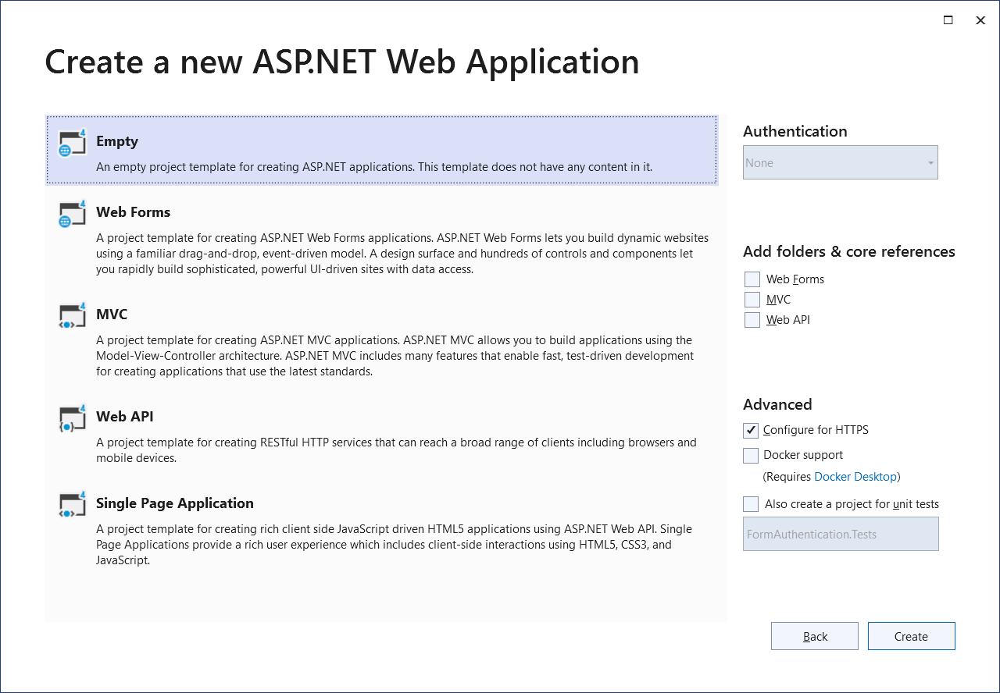 Create a new ASP.NET Web Application
4
Empty
An empty project template for creating ASP.NET applications. This template does not have any content in it.
4
Web Forms
A project template for creating ASP.NET Web Forms applications. ASP.NET Web Forms lets you build dynamic websites
using a familiar drag-and-drop, event-driven model. A design surface and hundreds of controls and components let
you rapidly build sophisticated, powerful UI-driven sites with data access.
4
MVC
A project template for creating ASP.NET MVC applications. ASP.NET MVC allows you to build applications using the
Model-View-Controller architecture. ASP.NET MVC includes many features that enable fast, test-driven development
for creating applications that use the latest standards.
4
Web API
A project template for creating RESTful HTTP services that can reach a broad range of clients including browsers and
mobile devices.
4
Single Page Application
A project template for creating rich client side JavaScript driven HTML5 applications using ASP.NET Web API. Single
Page Applications provide a rich user experience which includes client-side interactions using HTML5, CSS3, and
JavaScript.
Authentication
None
Add folders & core references
Web Forms
MVC
Web API
Advanced
Configure for HTTPS
Docker support
(Requires Docker Desktop)
Also create a project for unit tests
FormAuthentication.Tests
Back
Create